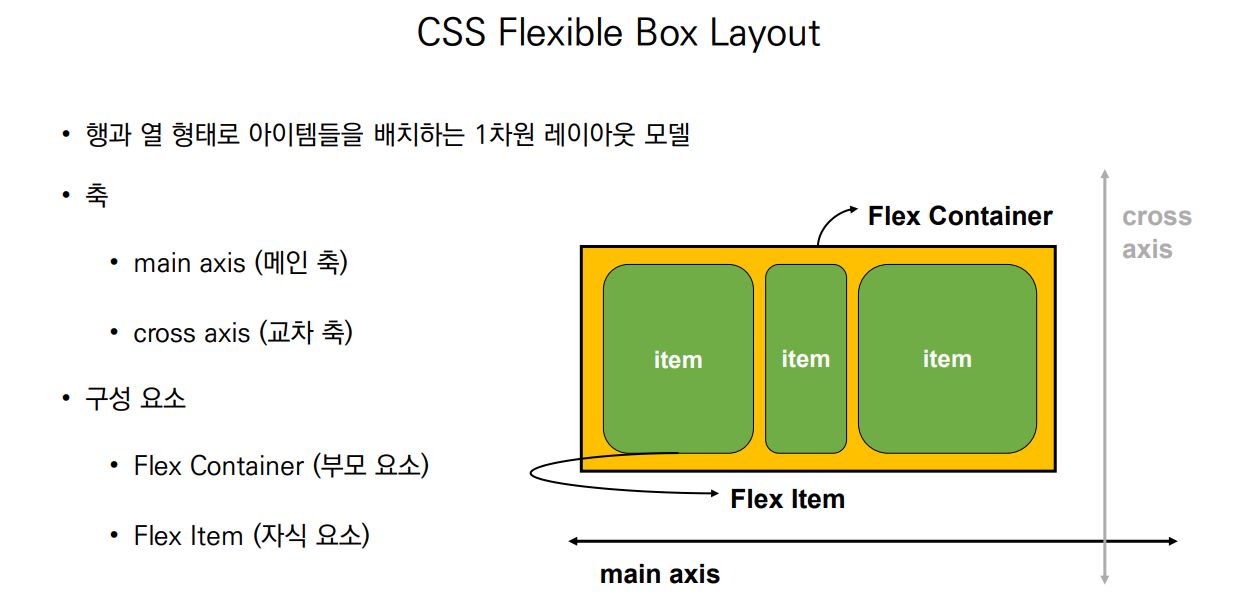 CSS Flexible Box Layout
• 행과 열 형태로 아이템들을 배치하는 1차원 레이아웃 모델
• 축
• main axis (메인 축)
• cross axis (교차 축)
• 구성 요소
• Flex Container (부모 요소)
• Flex Item (자식 요소)
Flex Container
cross
axis
item
item
item
Flex Item
main axis